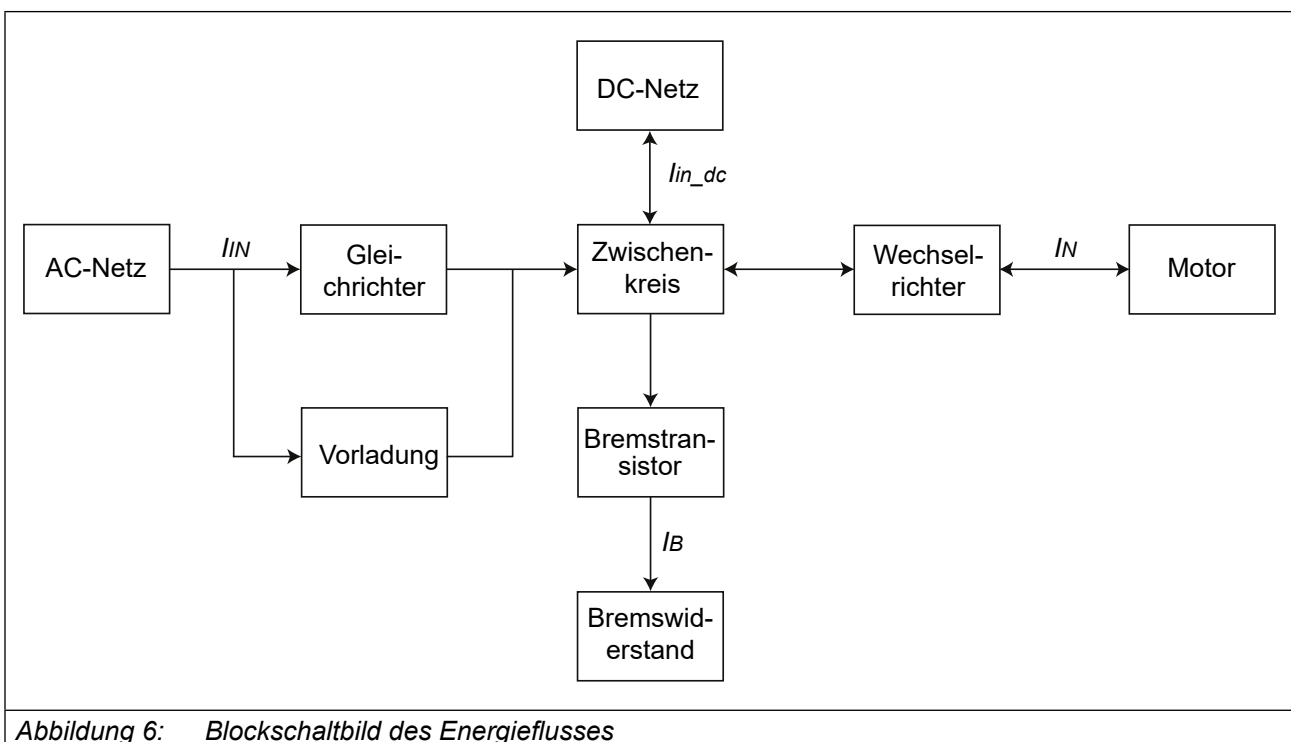 DC-Netz
Iin_dc
AC-Netz
IIN
Glei-
chrichter
Zwischen-
kreis
Wechsel-
richter
IN
Motor
Vorladung
Bremstran-
sistor
IB
Bremswid-
erstand
Abbildung 6: Blockschaltbild des Energieflusses